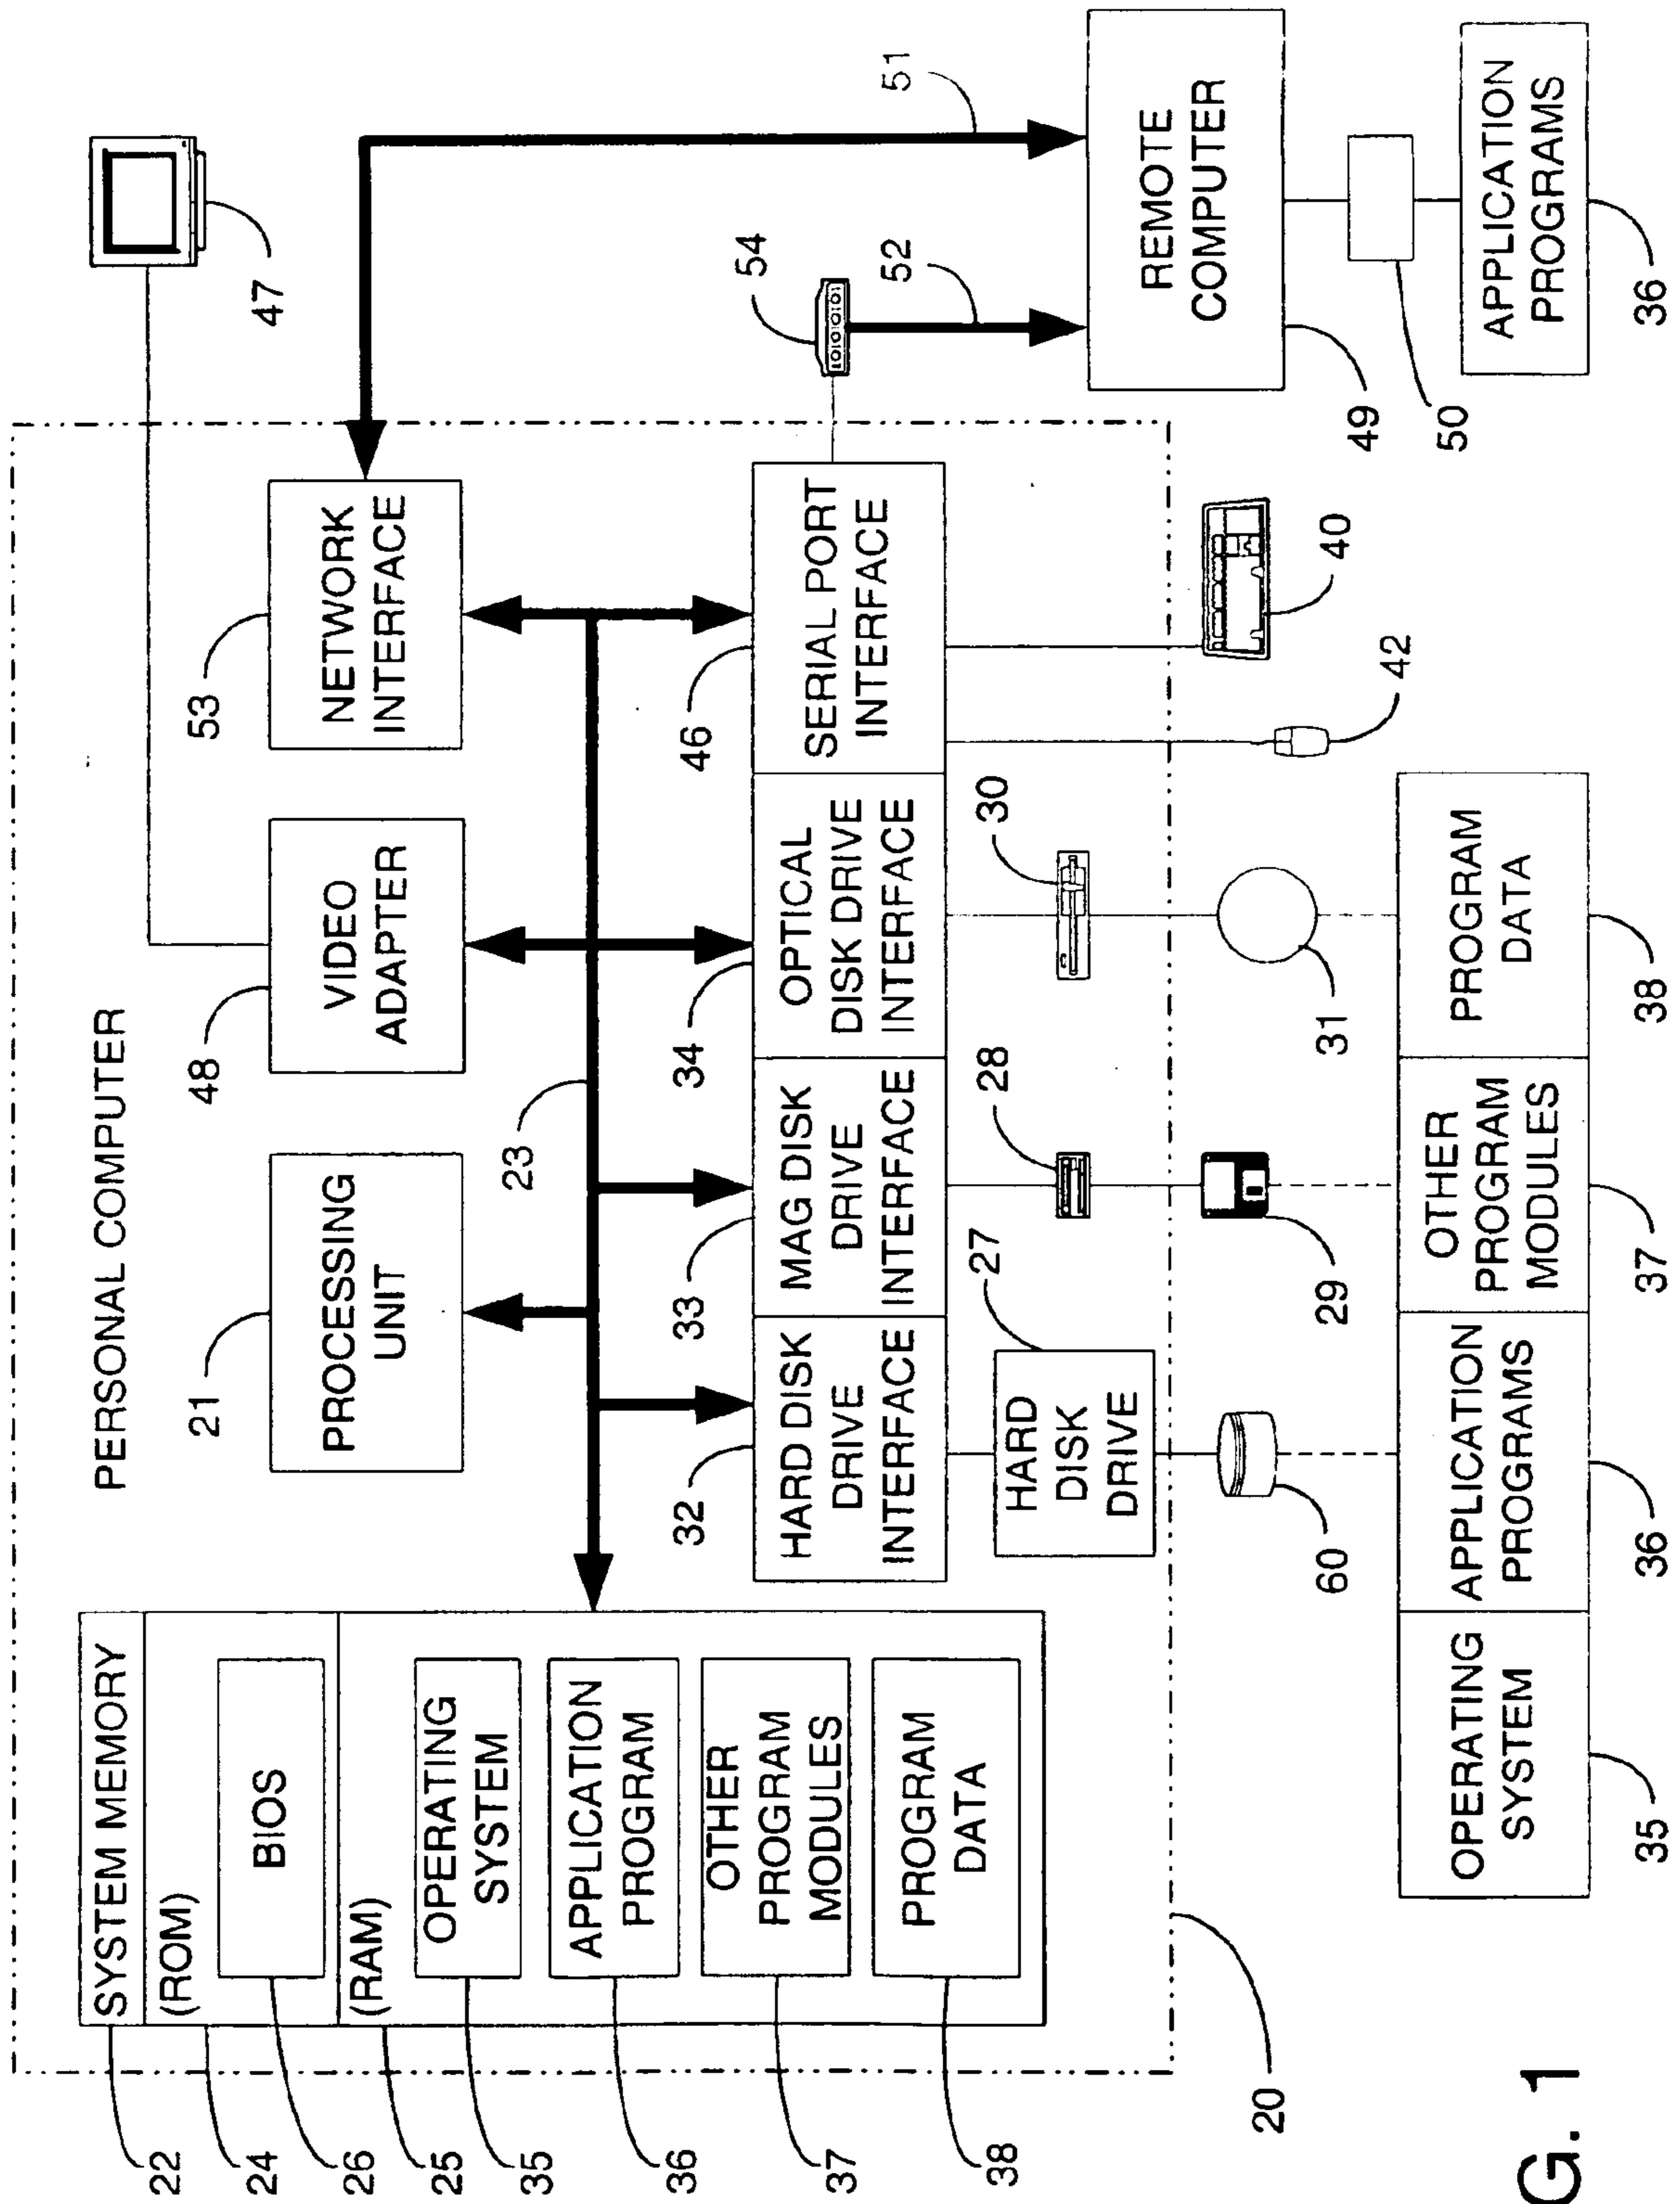 PERSONAL COMPUTER
22
SYSTEM MEMORY
24
(ROM)
26
BIOS
25
(RAM)
35
OPERATING
SYSTEM
36
APPLICATION
PROGRAM
37
OTHER
PROGRAM
MODULES
38
PROGRAM
DATA
21
PROCESSING
UNIT
48
VIDEO
ADAPTER
53
NETWORK
INTERFACE
47
23
32
HARD DISK
DRIVE
INTERFACE
33
MAG DISK
DRIVE
INTERFACE
34
OPTICAL
DISK DRIVE
INTERFACE
46
SERIAL PORT
INTERFACE
54
52
51
27
HARD
DISK
DRIVE
28
30
20
60
29
31
42
40
REMOTE
COMPUTER
49
50
OPERATING
SYSTEM
APPLICATION
PROGRAMS
OTHER
PROGRAM
MODULES
PROGRAM
DATA
APPLICATION
PROGRAMS
35
36
37
38
36
G. 1